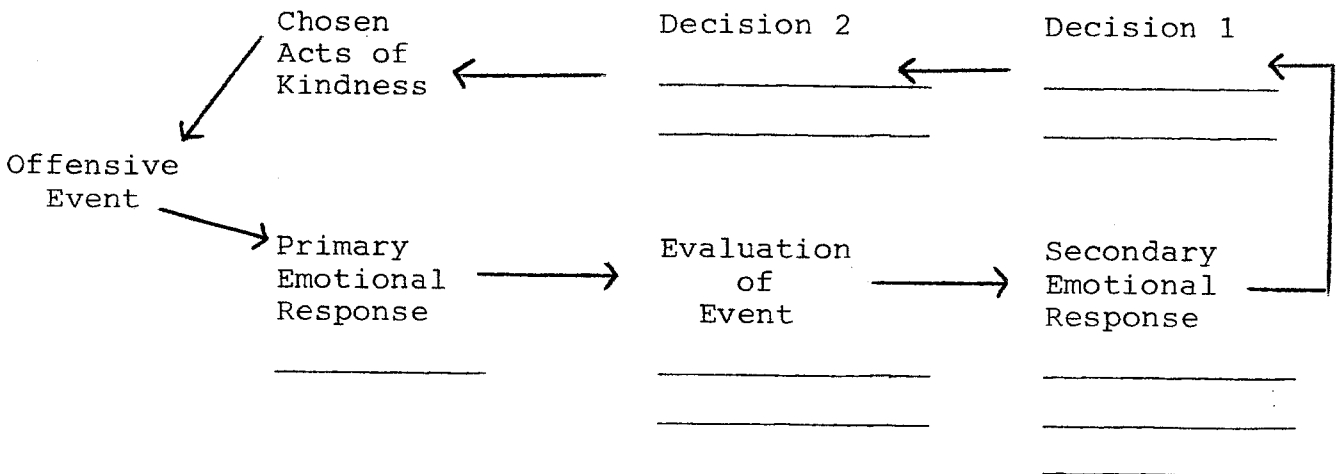 Chosen
Acts of
Kindness
Decision 2
Decision 1
Offensive
Event
Primary
Emotional
Response
Evaluation
of
Event
Secondary
Emotional
Response